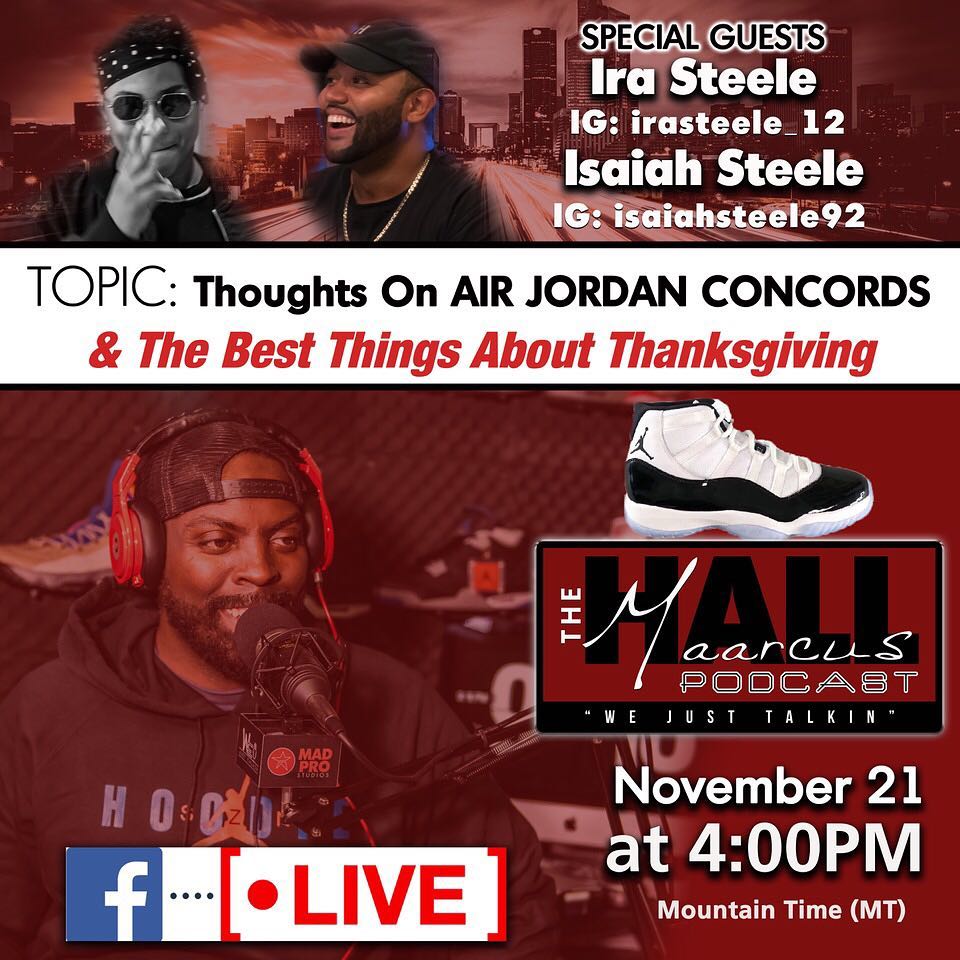 SPECIAL GUESTS
Ira Steele
IG: irasteele_12
Isaiah Steele
IG: isaiahsteele92
TOPIC: Thoughts On AIR JORDAN CONCORDS
& The Best Things About Thanksgiving
THE HALL
Maarcus
PODCAST
"WE JUST TALKIN"
MAD
PRO
STUDIOS
HOO
November 21
at 4:00PM
Mountain Time (MT)
f
LIVE